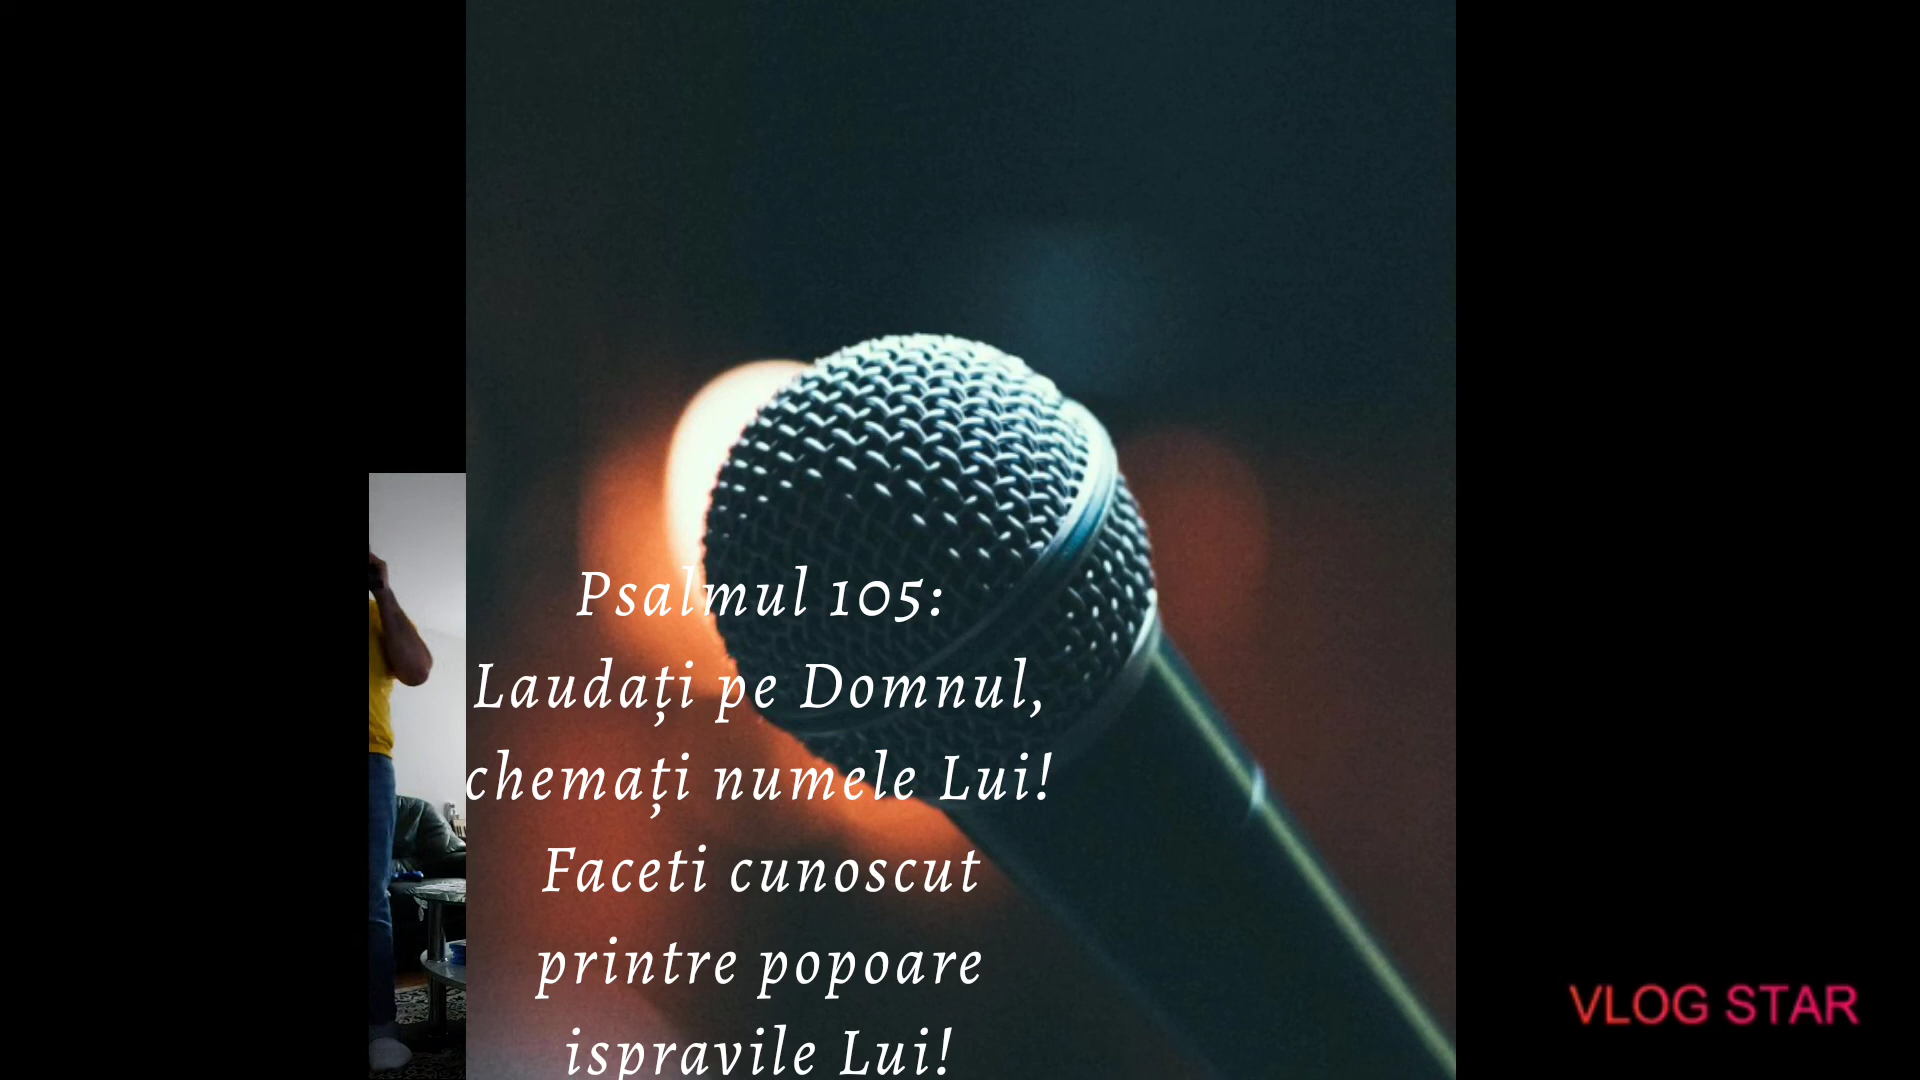 Psalmul 105:
Laudați pe Domnul,
chemați numele Lui!
Faceti cunoscut
printre popoare
ispravile Lui!
VLOG STAR